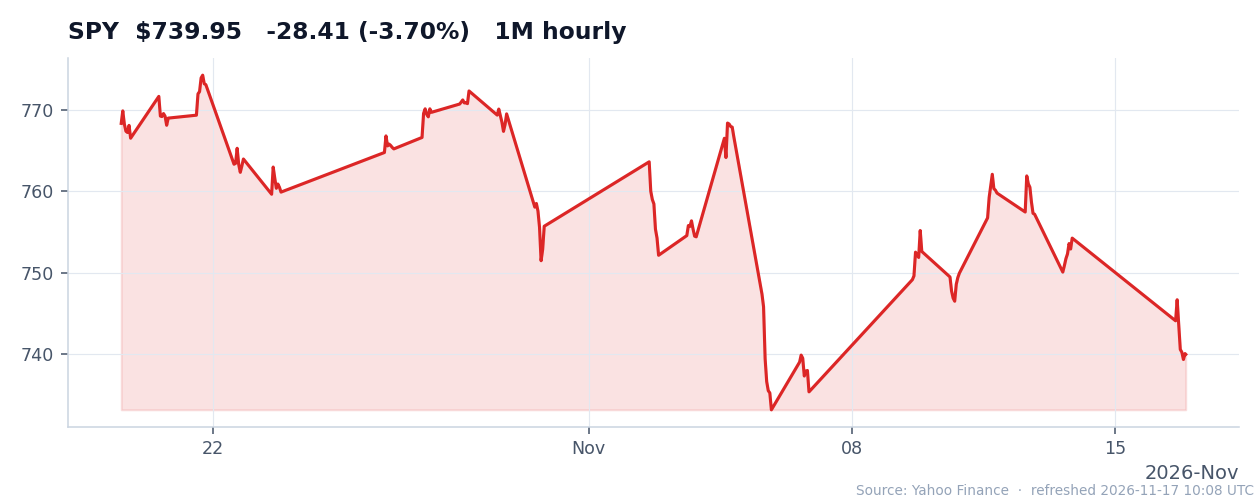 SPY $739.95 -28.41 (-3.70%) 1M hourly
770
760
750
740
22 Nov 08 15
2026-Nov
Source: Yahoo Finance · refreshed 2026-11-17 10:08 UTC